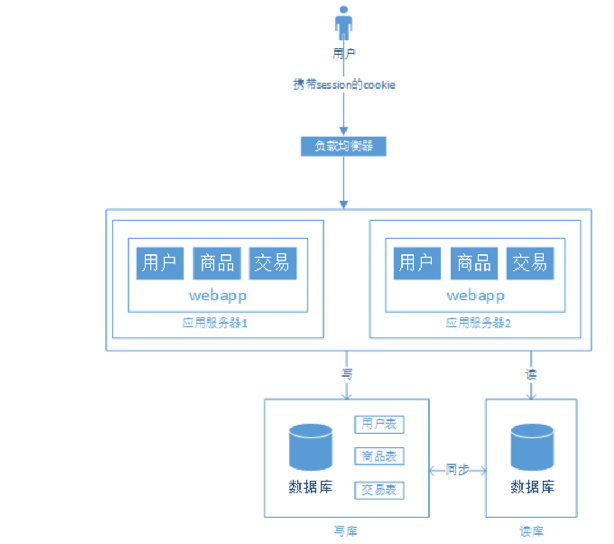 用户
携带session的cookie
负载均衡器
用户 商品 交易
webapp
应用服务器1
用户 商品 交易
webapp
应用服务器2
写
读
用户表
商品表
交易表
数据库
同步
数据库
写库
读库